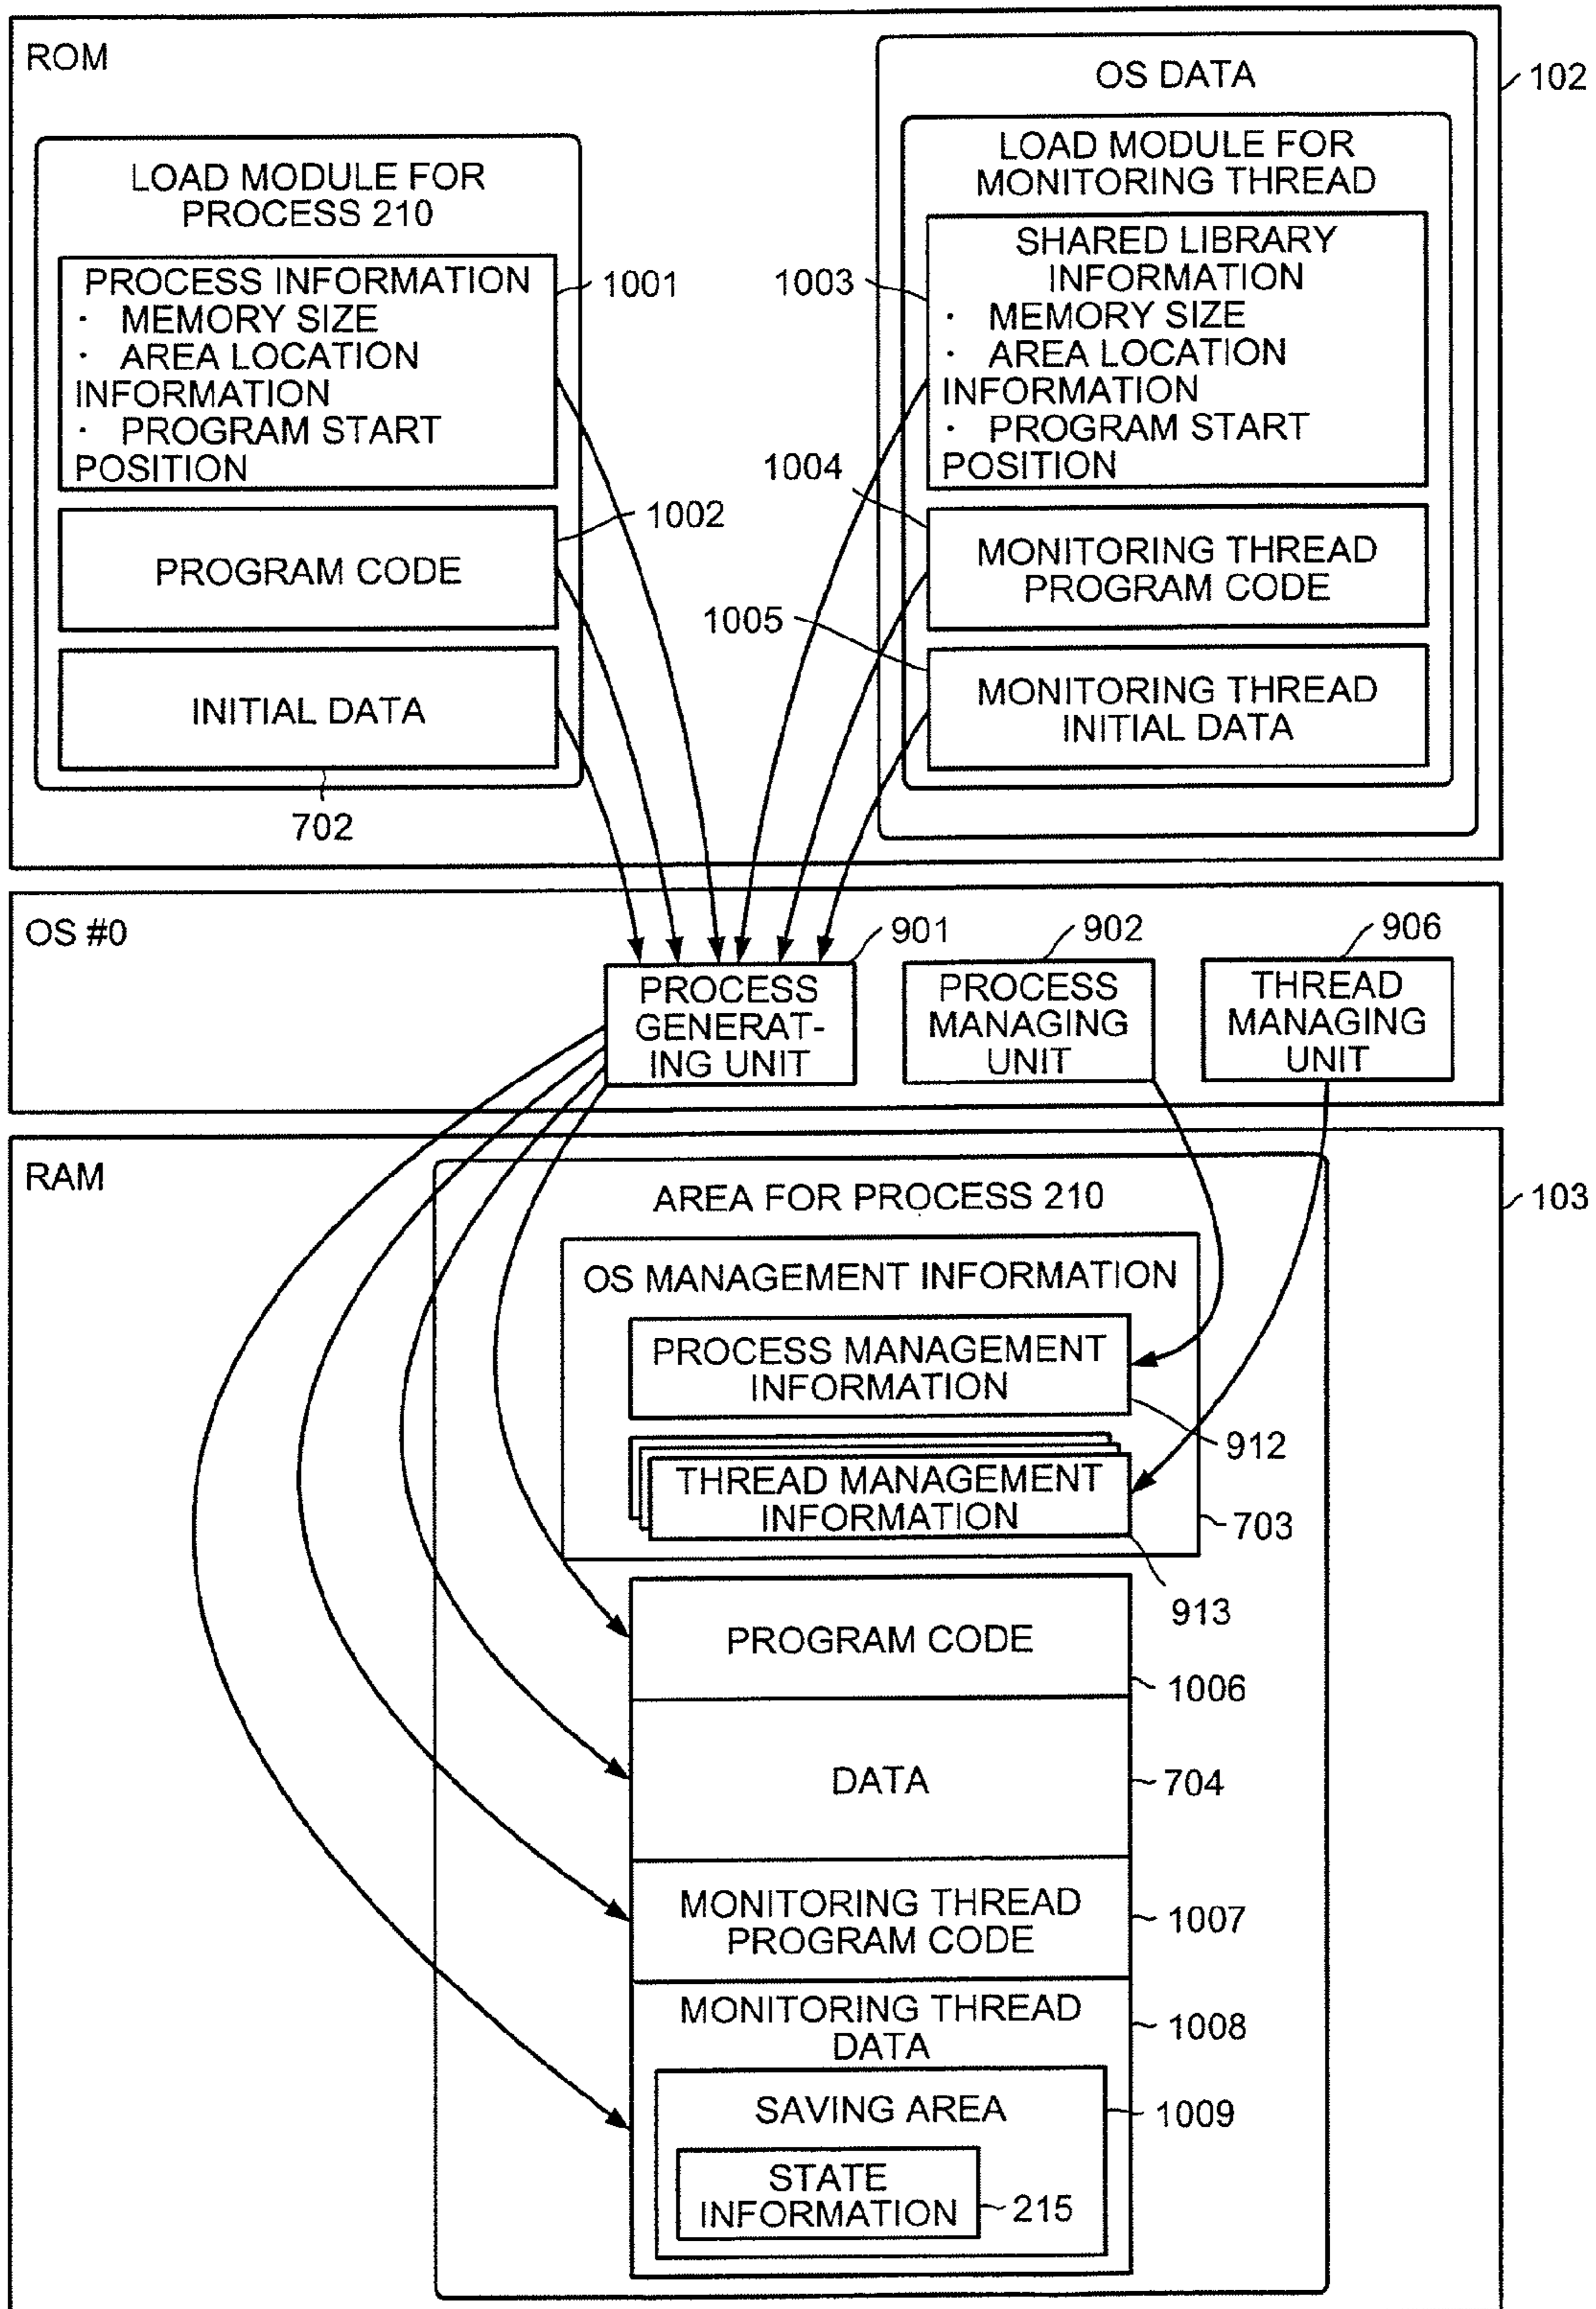 ROM
102
LOAD MODULE FOR
PROCESS 210
PROCESS INFORMATION
· MEMORY SIZE
· AREA LOCATION
INFORMATION
· PROGRAM START
POSITION
1001
PROGRAM CODE
1002
INITIAL DATA
702
OS DATA
LOAD MODULE FOR
MONITORING THREAD
SHARED LIBRARY
INFORMATION
· MEMORY SIZE
· AREA LOCATION
INFORMATION
· PROGRAM START
POSITION
1003
1004
MONITORING THREAD
PROGRAM CODE
1005
MONITORING THREAD
INITIAL DATA
OS #0
901
PROCESS
GENERAT-
ING UNIT
902
PROCESS
MANAGING
UNIT
906
THREAD
MANAGING
UNIT
RAM
103
AREA FOR PROCESS 210
OS MANAGEMENT INFORMATION
PROCESS MANAGEMENT
INFORMATION
912
THREAD MANAGEMENT
INFORMATION
703
913
PROGRAM CODE
1006
DATA
704
MONITORING THREAD
PROGRAM CODE
1007
MONITORING THREAD
DATA
1008
SAVING AREA
1009
STATE
INFORMATION
215